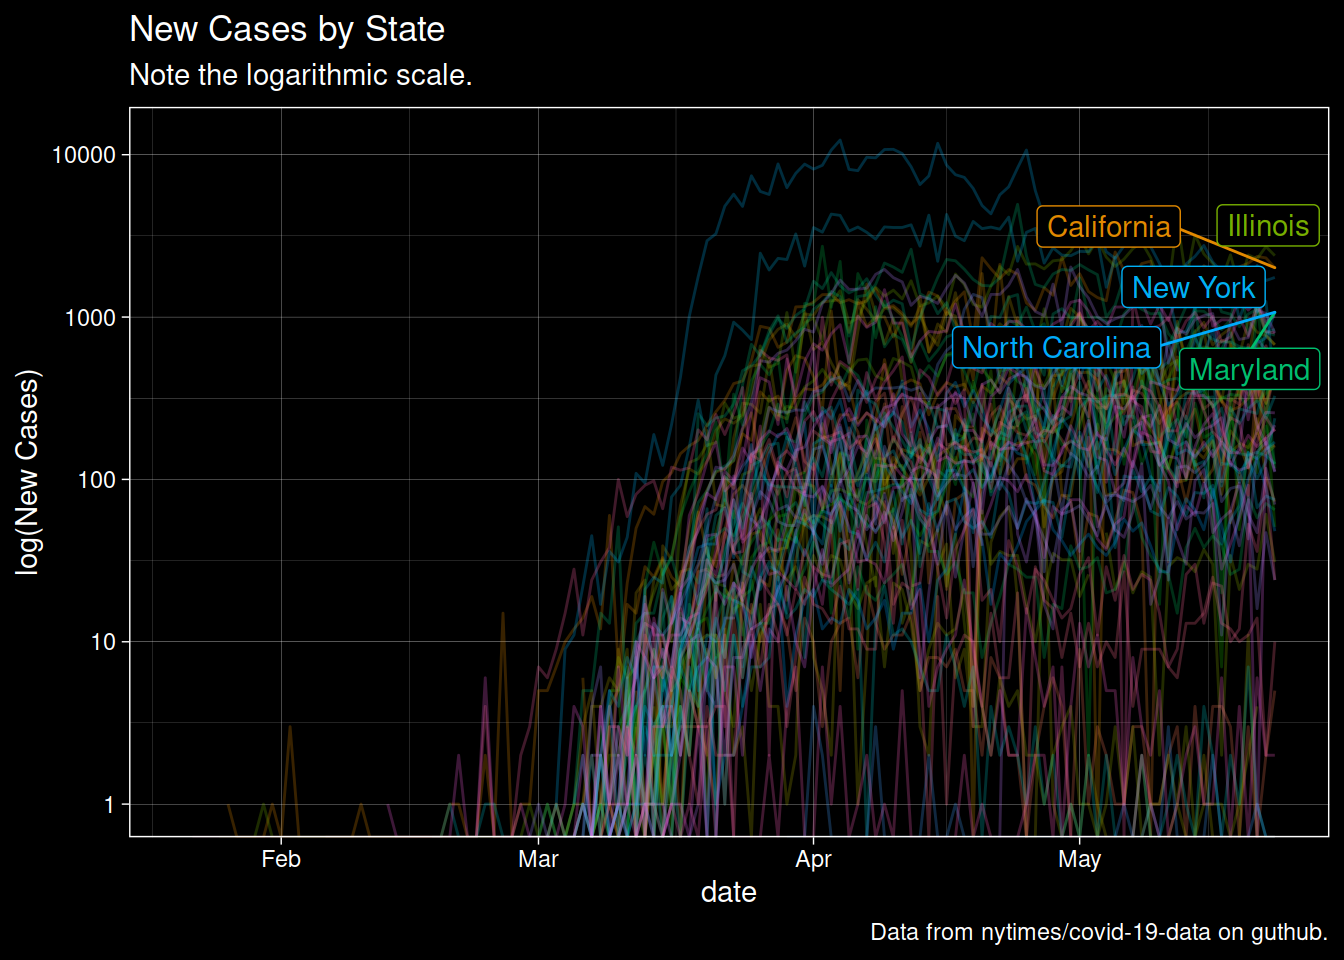 New Cases by State
Note the logarithmic scale.
log(New Cases)
10000
1000
100
10
1
California
Illinois
New York
North Carolina
Maryland
Feb
Mar
Apr
May
date
Data from nytimes/covid-19-data on guthub.